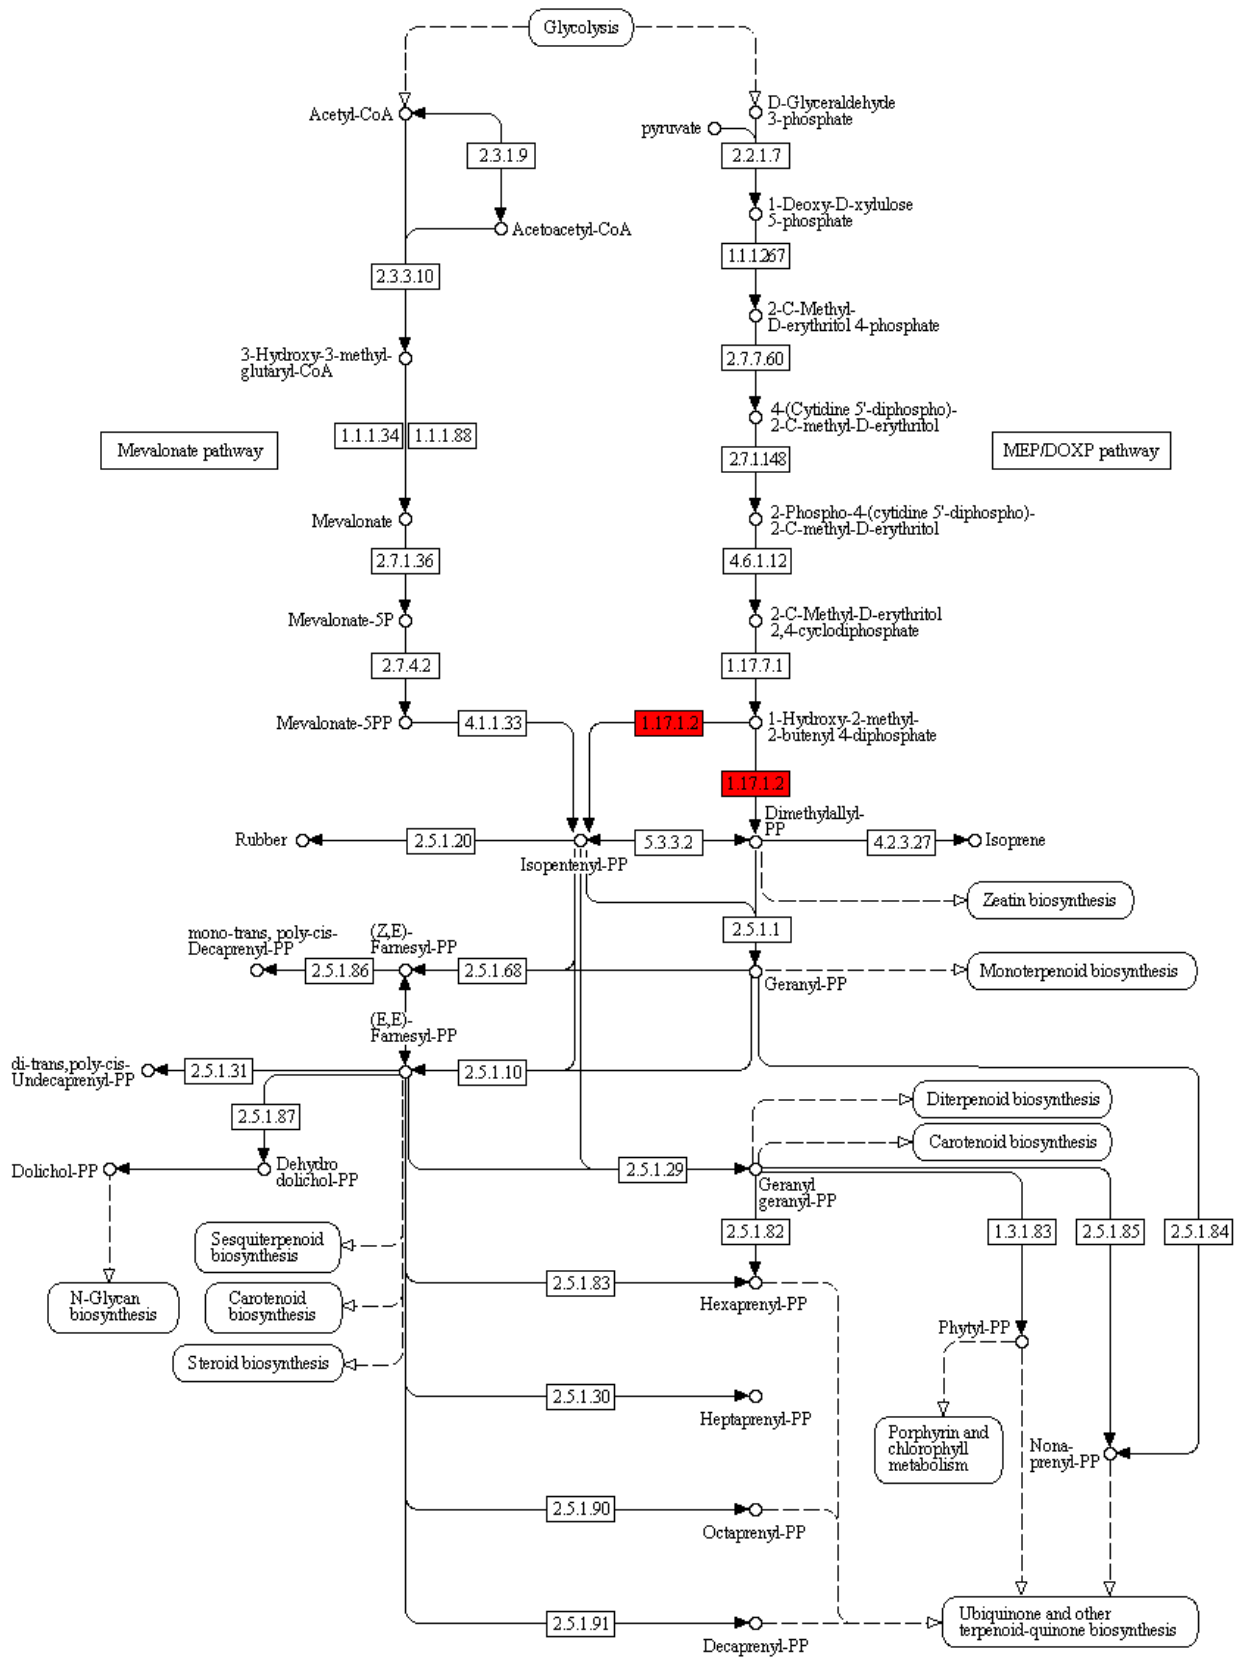 Glycolysis
Acetyl-CoA
D-Glyceraldehyde
3-phosphate
pyruvate
2.3.1.9
2.2.1.7
1-Deoxy-D-xylulose
5-phosphate
Acetoacetyl-CoA
1.1.1.267
2.3.3.10
2-C-Methyl-
D-erythritol 4-phosphate
3-Hydroxy-3-methyl-
glutaryl-CoA
2.7.7.60
4-(Cytidine 5'-diphospho)-
2-C-methyl-D-erythritol
1.1.1.34
1.1.1.88
Mevalonate pathway
MEP/DOXP pathway
2.7.1.148
Mevalonate
2-Phospho-4-(cytidine 5'-diphospho)-
2-C-methyl-D-erythritol
2.7.1.36
4.6.1.12
Mevalonate-5P
2-C-Methyl-D-erythritol
2,4-cyclodiphosphate
2.7.4.2
1.17.7.1
Mevalonate-5PP
4.1.1.33
1.17.1.2
1-Hydroxy-2-methyl-
2-butenyl 4-diphosphate
1.17.1.2
Dimethylallyl-
PP
Rubber
2.5.1.20
5.3.3.2
4.2.3.27
Isoprene
Isopentenyl-PP
Zeatin biosynthesis
2.5.1.1
mono-trans, poly-cis-
Decaprenyl-PP
(Z,E)-
Farnesyl-PP
2.5.1.86
2.5.1.68
Geranyl-PP
Monoterpenoid biosynthesis
(E,E)-
Farnesyl-PP
di-trans,poly-cis-
Undecaprenyl-PP
2.5.1.31
2.5.1.10
2.5.1.87
Diterpenoid biosynthesis
Carotenoid biosynthesis
Dolichol-PP
Dehydro
dolichol-PP
2.5.1.29
Geranyl
geranyl-PP
2.5.1.82
1.3.1.83
2.5.1.85
2.5.1.84
Sesquiterpenoid
biosynthesis
N-Glycan
biosynthesis
Carotenoid
biosynthesis
2.5.1.83
Hexaprenyl-PP
Phytyl-PP
Steroid biosynthesis
2.5.1.30
Heptaprenyl-PP
Porphyrin and
chlorophyll
metabolism
Nona-
prenyl-PP
2.5.1.90
Octaprenyl-PP
2.5.1.91
Decaprenyl-PP
Ubiquinone and other
terpenoid-quinone biosynthesis